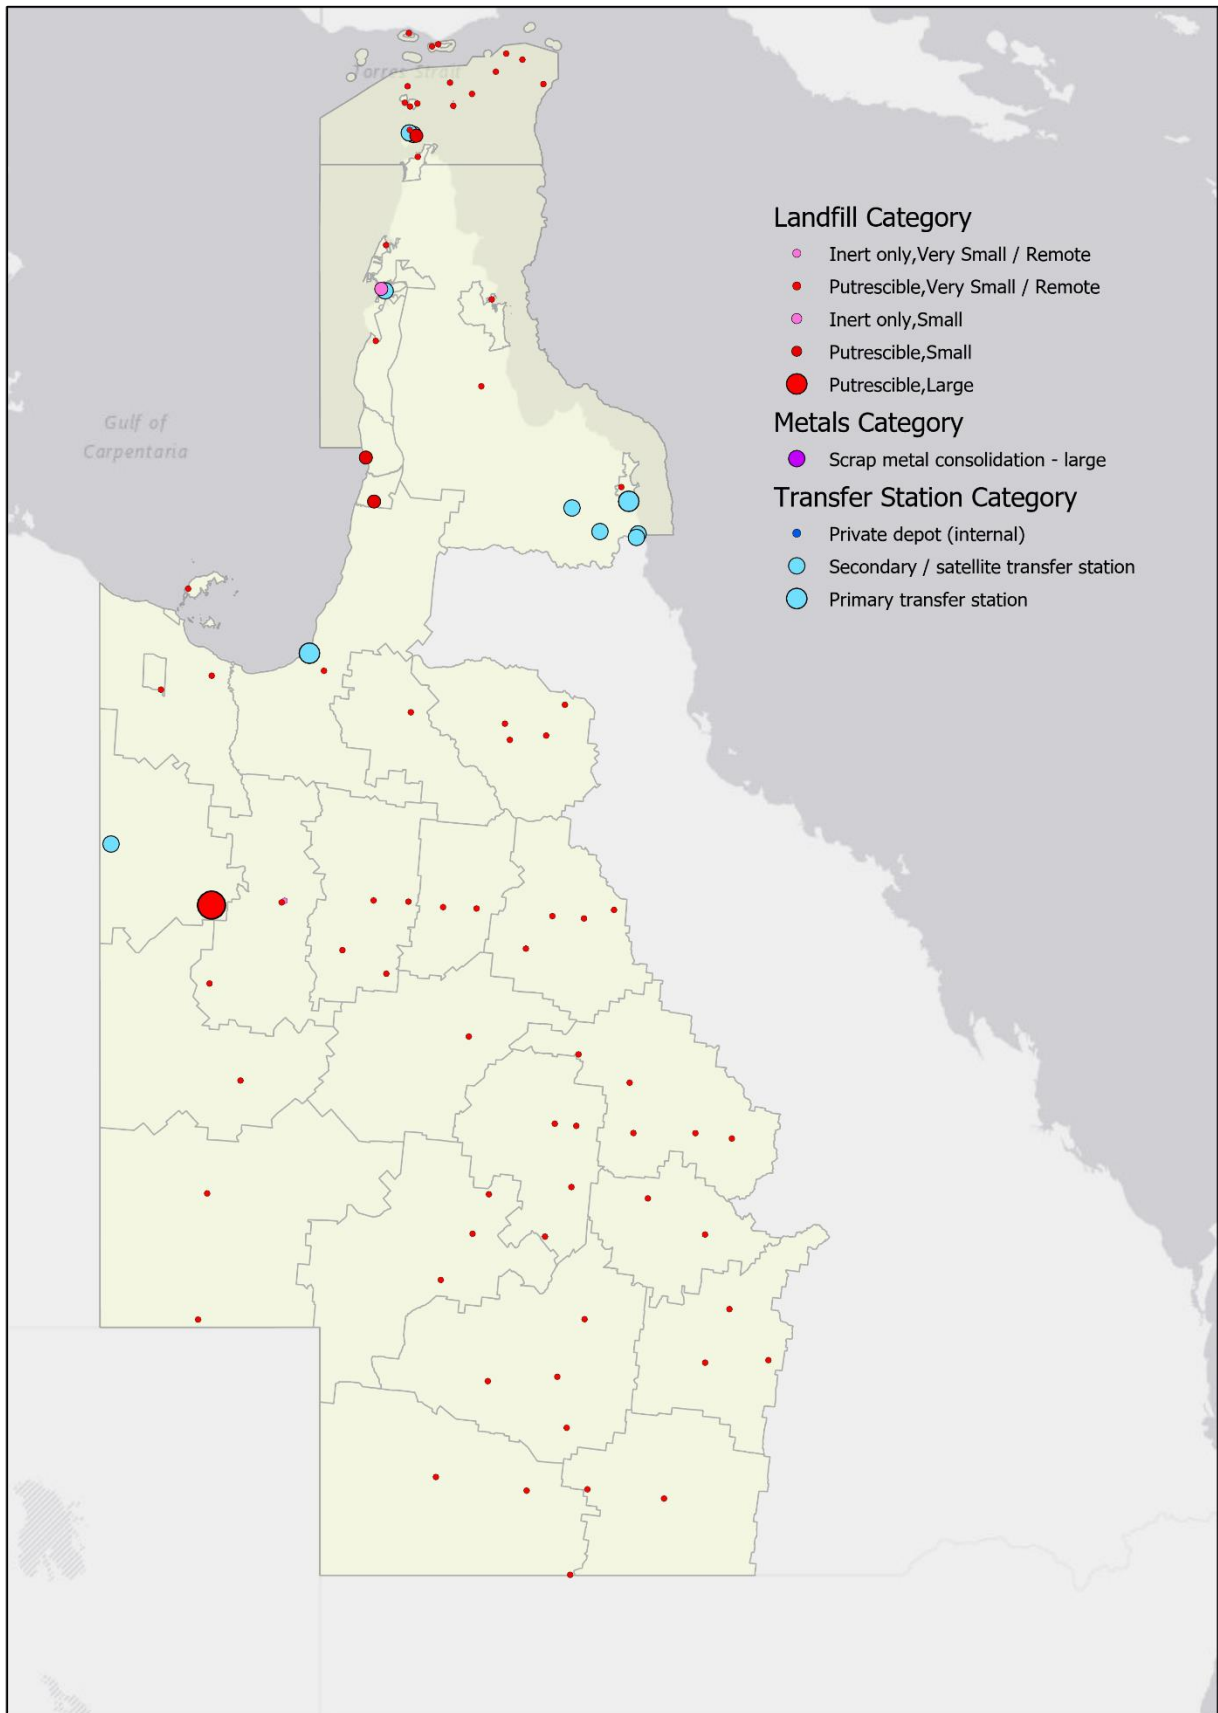 Torres Strait
Landfill Category
Inert only,Very Small / Remote
Putrescible,Very Small / Remote
Inert only,Small
Putrescible,Small
Putrescible,Large
Metals Category
Scrap metal consolidation - large
Transfer Station Category
Private depot (internal)
Secondary / satellite transfer station
Primary transfer station
Gulf of
Carpentaria